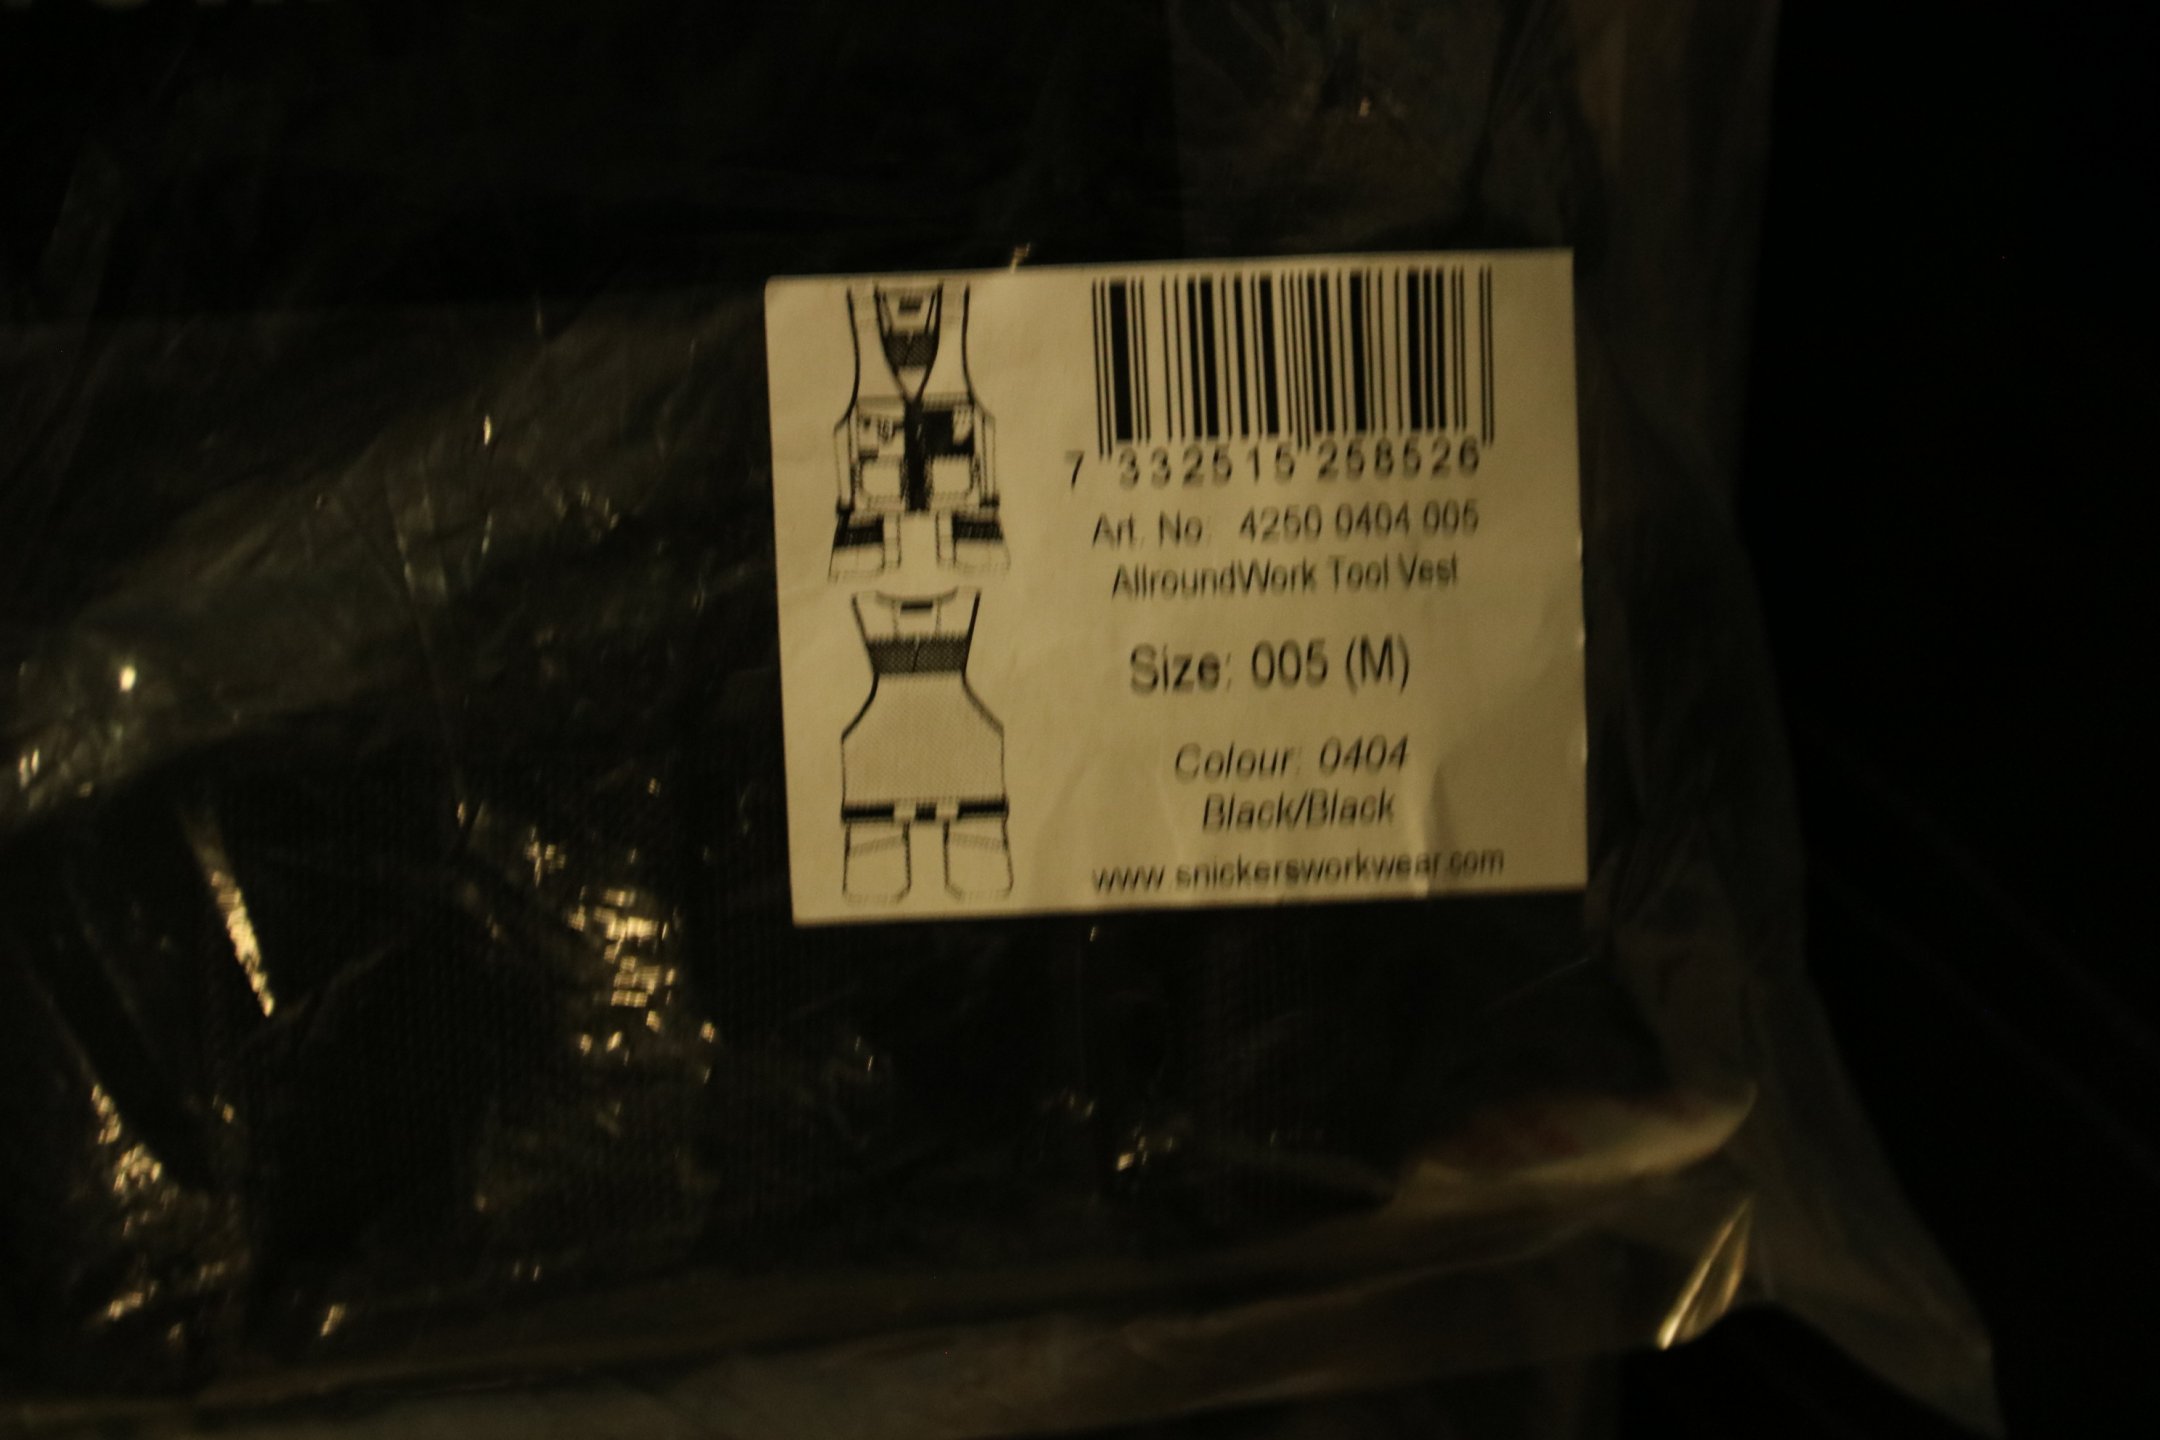 7 332515 258526
Art. No: 4250 0404 005
AllroundWork Tool Vest
Size: 005 (M)
Colour: 0404
Black/Black
www.snickersworkwear.com